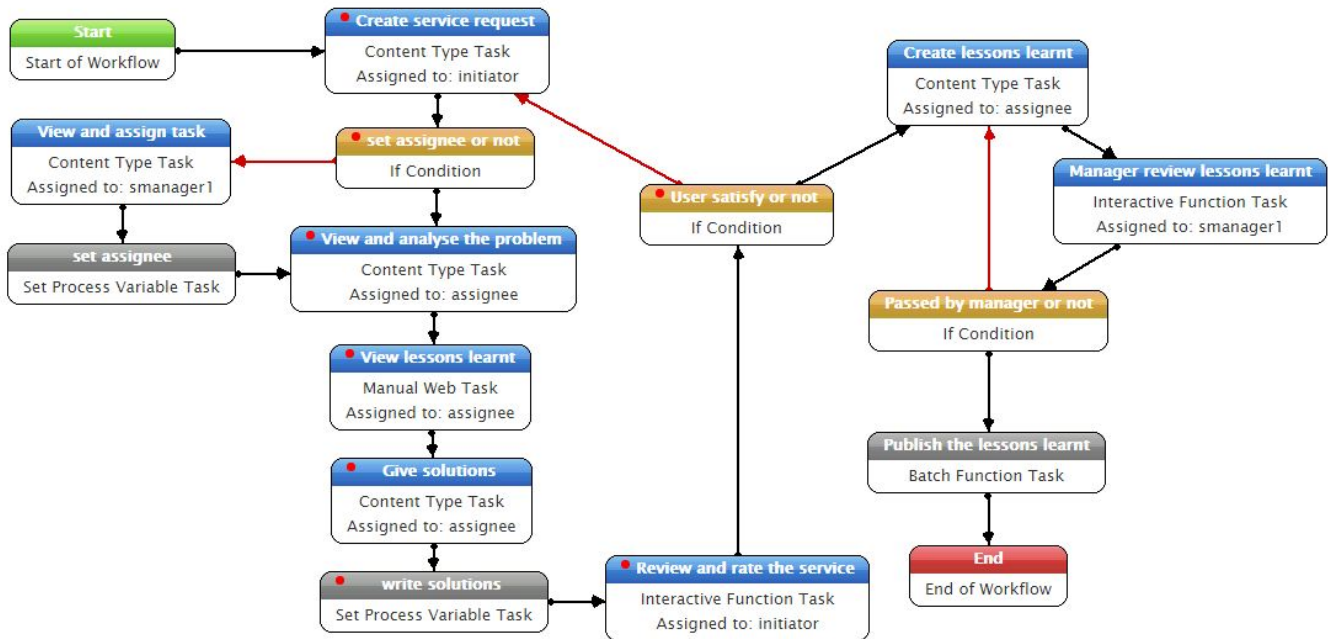 Start
Start of Workflow
Create service request
Content Type Task
Assigned to: initiator
set assignee or not
If Condition
View and assign task
Content Type Task
Assigned to: smanager1
set assignee
Set Process Variable Task
View and analyse the problem
Content Type Task
Assigned to: assignee
View lessons learnt
Manual Web Task
Assigned to: assignee
Give solutions
Content Type Task
Assigned to: assignee
write solutions
Set Process Variable Task
Review and rate the service
Interactive Function Task
Assigned to: initiator
User satisfy or not
If Condition
Create lessons learnt
Content Type Task
Assigned to: assignee
Manager review lessons learnt
Interactive Function Task
Assigned to: smanager1
Passed by manager or not
If Condition
Publish the lessons learnt
Batch Function Task
End
End of Workflow